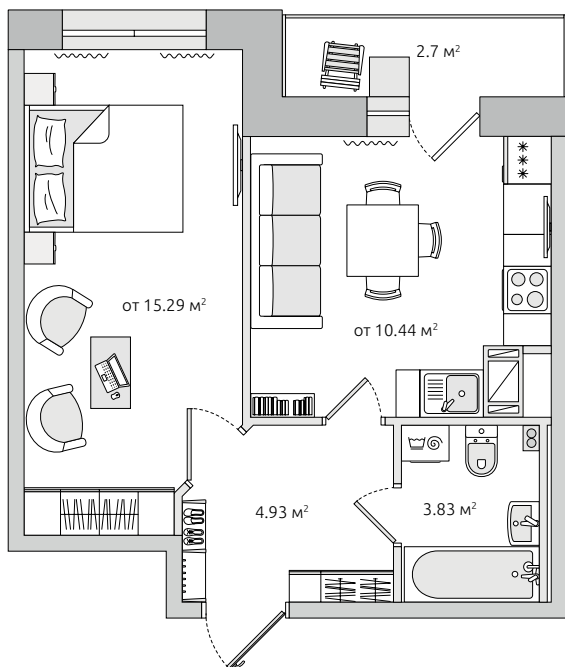 2.7 м²
от 15.29 м²
от 10.44 м²
4.93 м²
3.83 м²